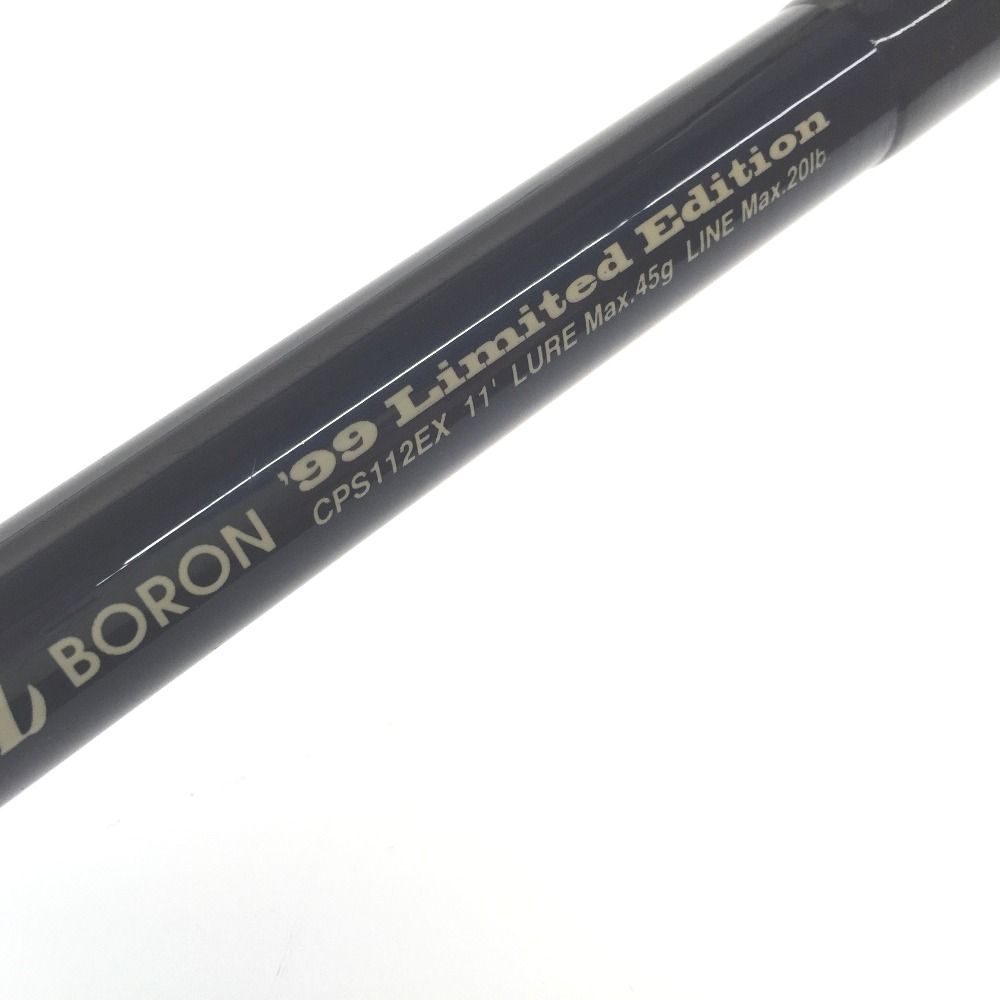 BORON '99 Limited Edition
CPS112EX 11' LURE Max.45g LINE Max.20lb